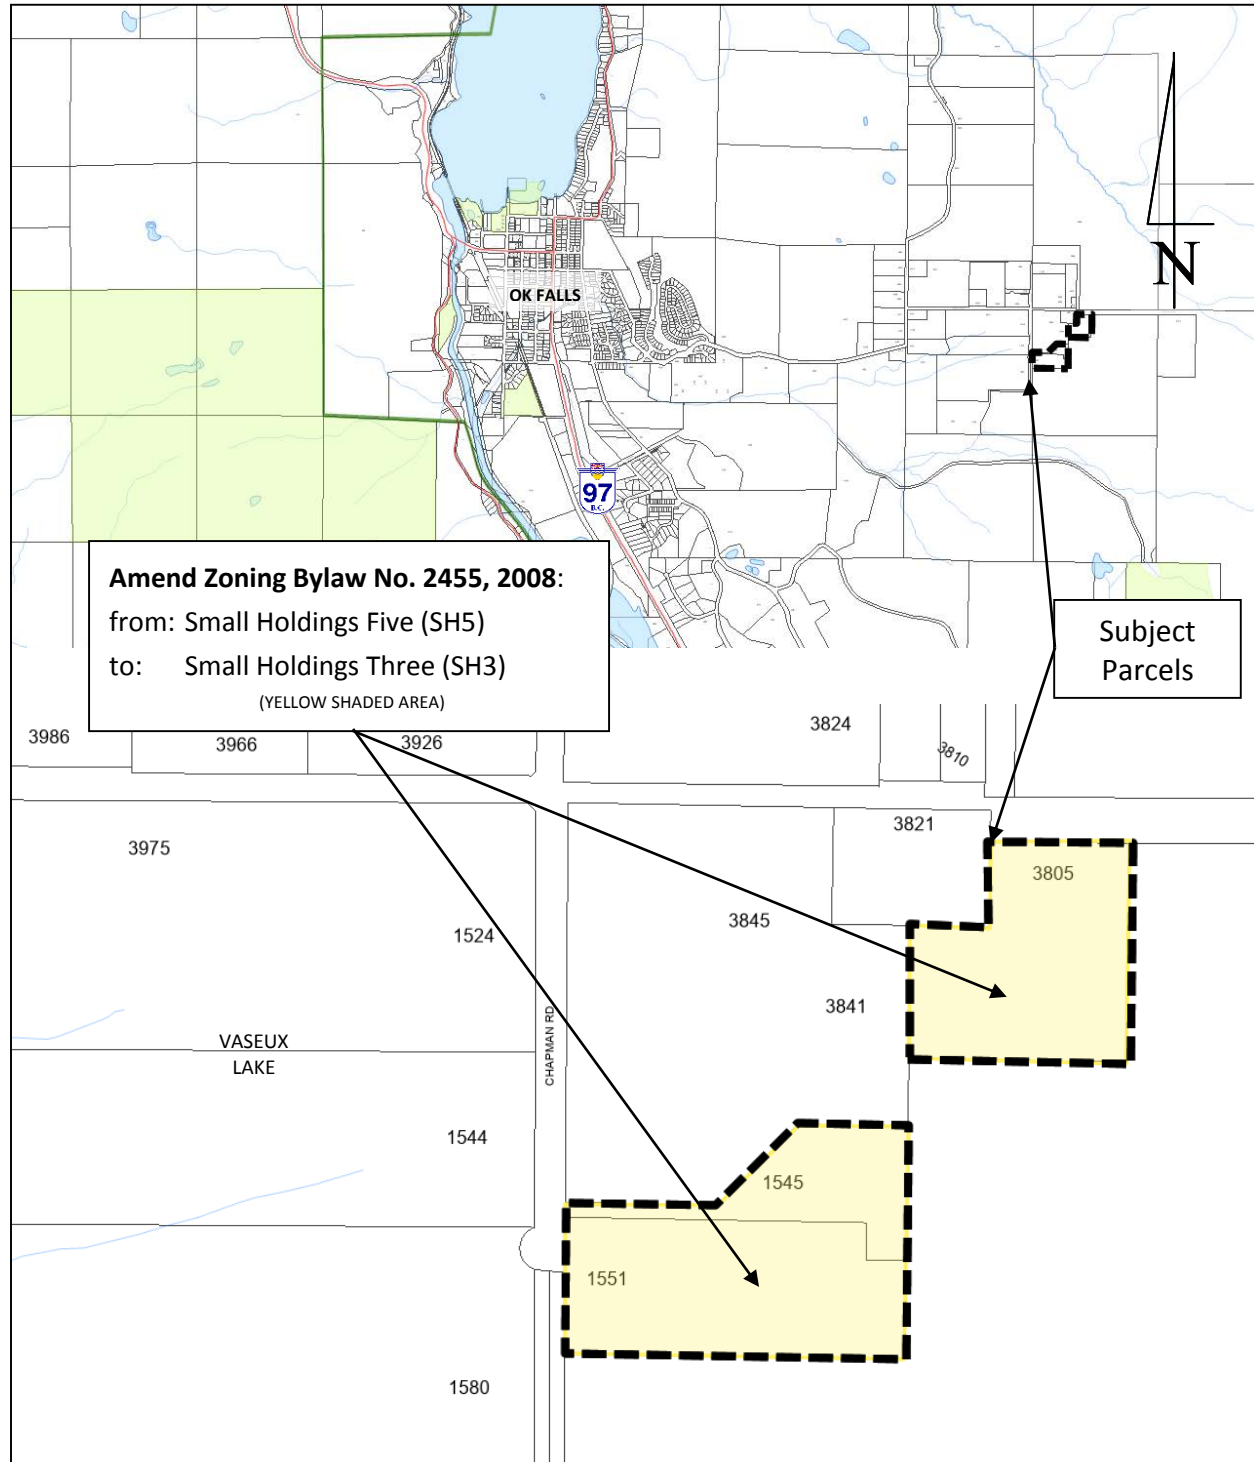 OK FALLS
N
97
B.C.
Amend Zoning Bylaw No. 2455, 2008:
from: Small Holdings Five (SH5)
to: Small Holdings Three (SH3)
(YELLOW SHADED AREA)
Subject
Parcels
3986
3966
3926
3824
3810
3975
3821
3805
1524
3845
3841
CHAPMAN RD
VASEUX
LAKE
1544
1545
1551
1580